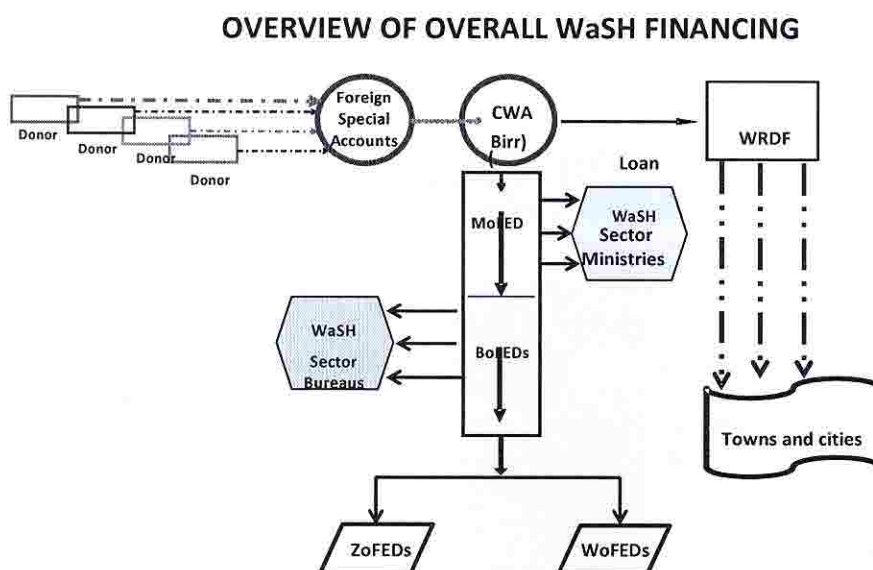 OVERVIEW OF OVERALL WaSH FINANCING
Donor
Donor
Donor
Donor
Foreign
Special
Accounts
CWA
Birr)
(
WRDF
Loan
MoFED
WaSH
Sector
Ministries
WaSH
Sector
Bureaus
BoFEDs
Towns and cities
ZoFEDs
WoFEDs